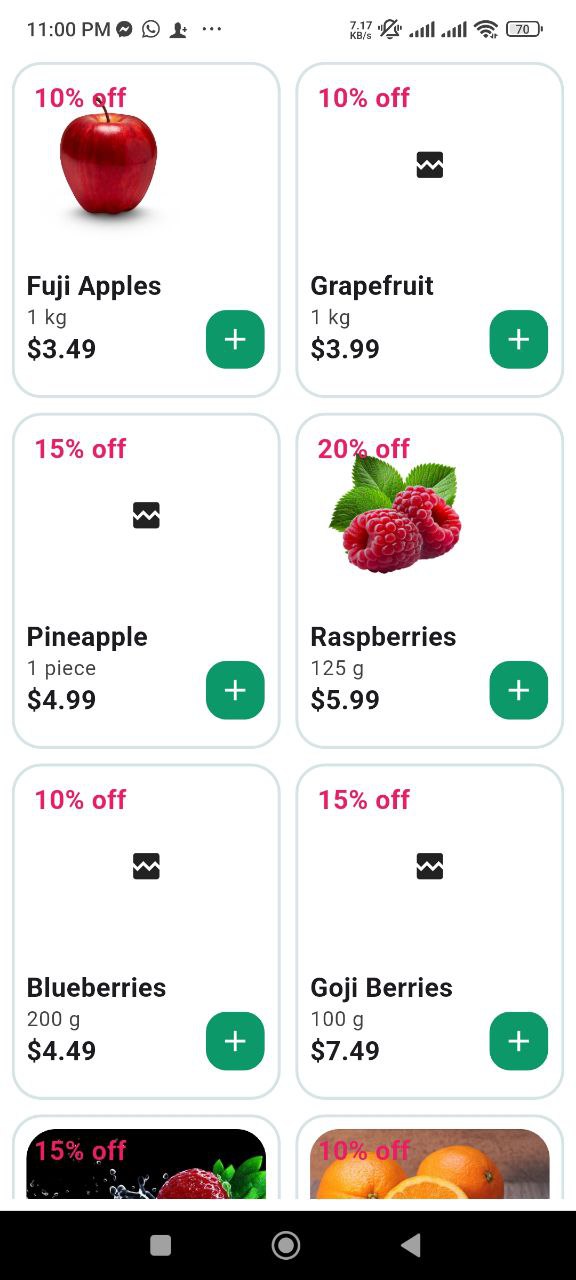 11:00 PM
7.17 KB/s
70
10% off
Fuji Apples
1 kg
$3.49
10% off
Grapefruit
1 kg
$3.99
15% off
Pineapple
1 piece
$4.99
20% off
Raspberries
125 g
$5.99
10% off
Blueberries
200 g
$4.49
15% off
Goji Berries
100 g
$7.49
15% off
10% off